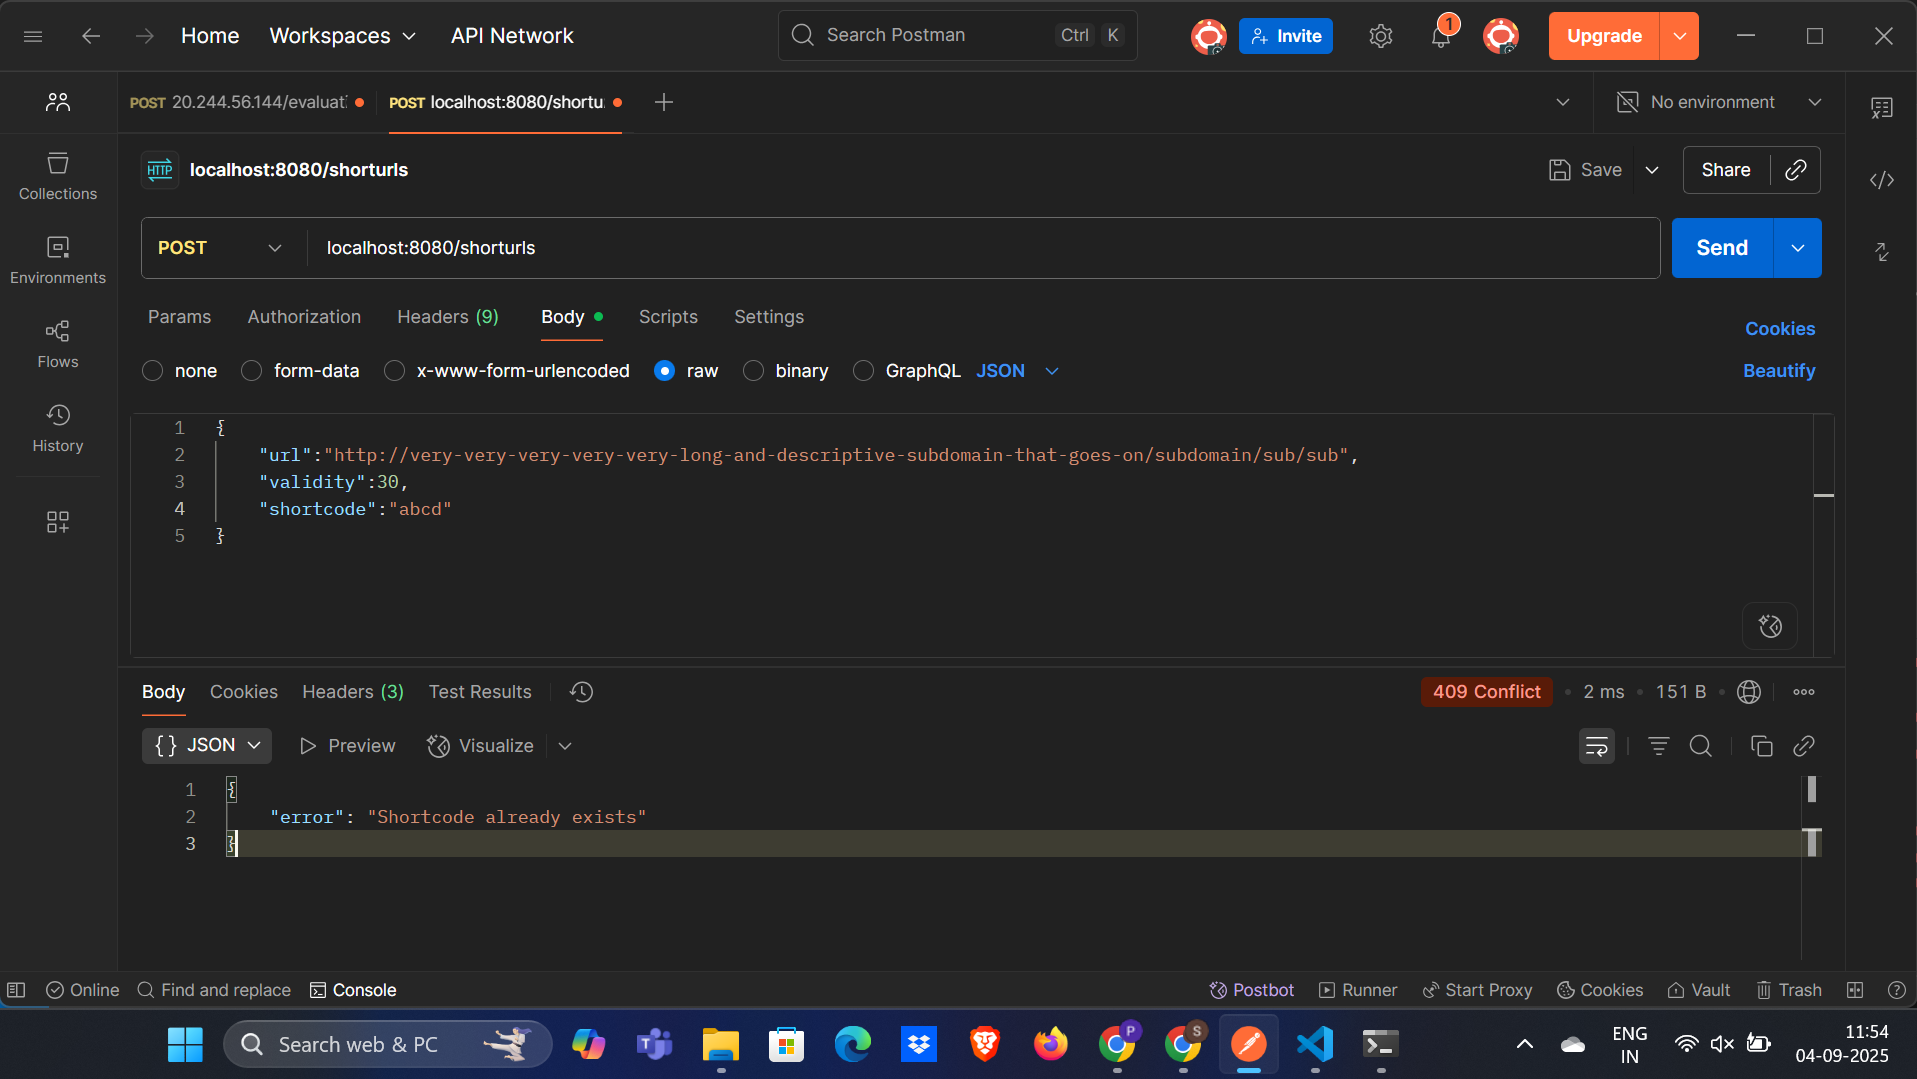 Home Workspaces API Network Search Postman Ctrl K Invite 1 Upgrade
POST 20.244.56.144/evaluati POST localhost:8080/shortu. No environment
HTTP localhost:8080/shorturls Save Share
Collections
POST localhost:8080/shorturls Send
Environments
Params Authorization Headers (9) Body Scripts Settings Cookies
Flows
none form-data x-www-form-urlencoded raw binary GraphQL JSON Beautify
History
1 {
2 "url":"http://very-very-very-very-very-long-and-descriptive-subdomain-that-goes-on/subdomain/sub/sub",
3 "validity":30,
4 "shortcode":"abcd"
5 }
Body Cookies Headers (3) Test Results 409 Conflict 2 ms 151 B
{} JSON Preview Visualize
1 {
2 "error": "Shortcode already exists"
3 }
Online Find and replace Console Postbot Runner Start Proxy Cookies Vault Trash
Search web & PC P S ENG IN 11:54
04-09-2025